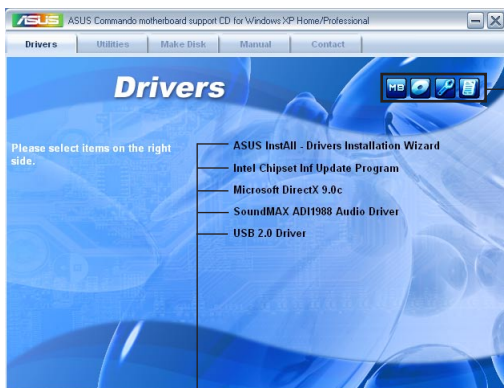 ASUS ASUS Commando motherboard support CD for Windows XP Home/Professional
Drivers Utilities Make Disk Manual Contact
Drivers
MB
Please select items on the right
side.
ASUS InstAll - Drivers Installation Wizard
Intel Chipset Inf Update Program
Microsoft DirectX 9.0c
SoundMAX ADI1988 Audio Driver
USB 2.0 Driver